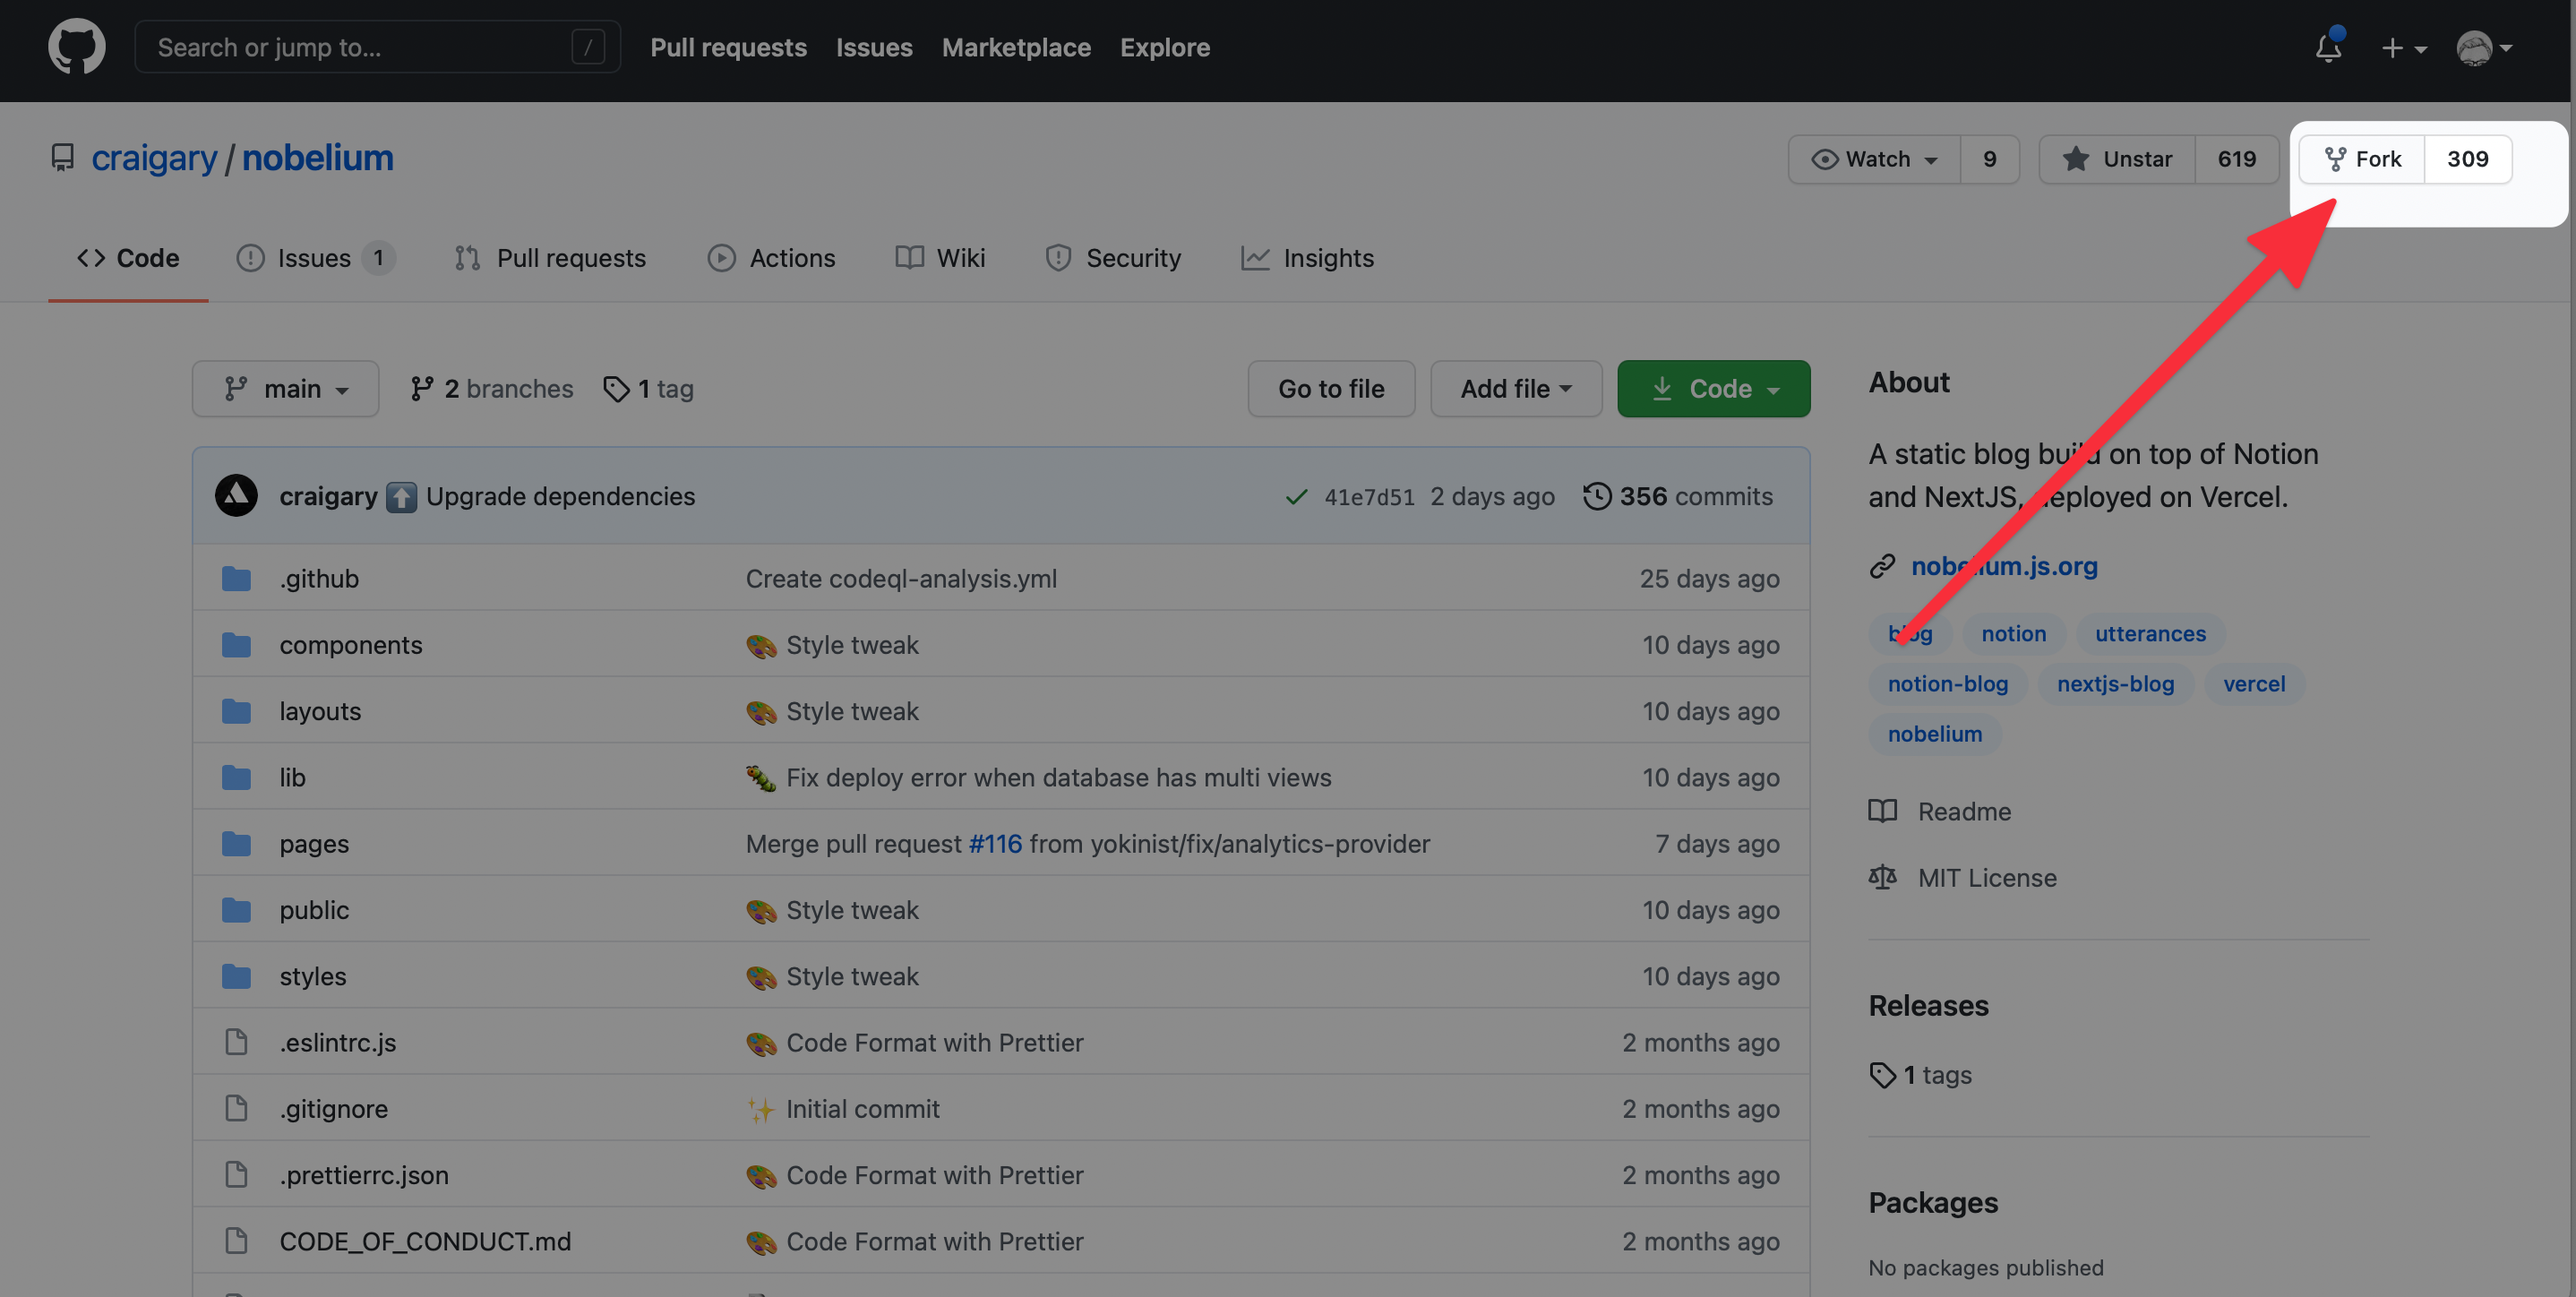 Search or jump to... /
Pull requests Issues Marketplace Explore
craigary / nobelium
Watch 9
Unstar 619
Fork 309
Code
Issues 1
Pull requests
Actions
Wiki
Security
Insights
main
2 branches
1 tag
Go to file
Add file
Code
craigary ⬆️ Upgrade dependencies 41e7d51 2 days ago 356 commits
.github Create codeql-analysis.yml 25 days ago
components 🎨 Style tweak 10 days ago
layouts 🎨 Style tweak 10 days ago
lib 🐛 Fix deploy error when database has multi views 10 days ago
pages Merge pull request #116 from yokinist/fix/analytics-provider 7 days ago
public 🎨 Style tweak 10 days ago
styles 🎨 Style tweak 10 days ago
.eslintrc.js 🎨 Code Format with Prettier 2 months ago
.gitignore ✨ Initial commit 2 months ago
.prettierrc.json 🎨 Code Format with Prettier 2 months ago
CODE_OF_CONDUCT.md 🎨 Code Format with Prettier 2 months ago
About
A static blog build on top of Notion
and NextJS, deployed on Vercel.
nobelium.js.org
blog notion utterances
notion-blog nextjs-blog vercel
nobelium
Readme
MIT License
Releases
1 tags
Packages
No packages published